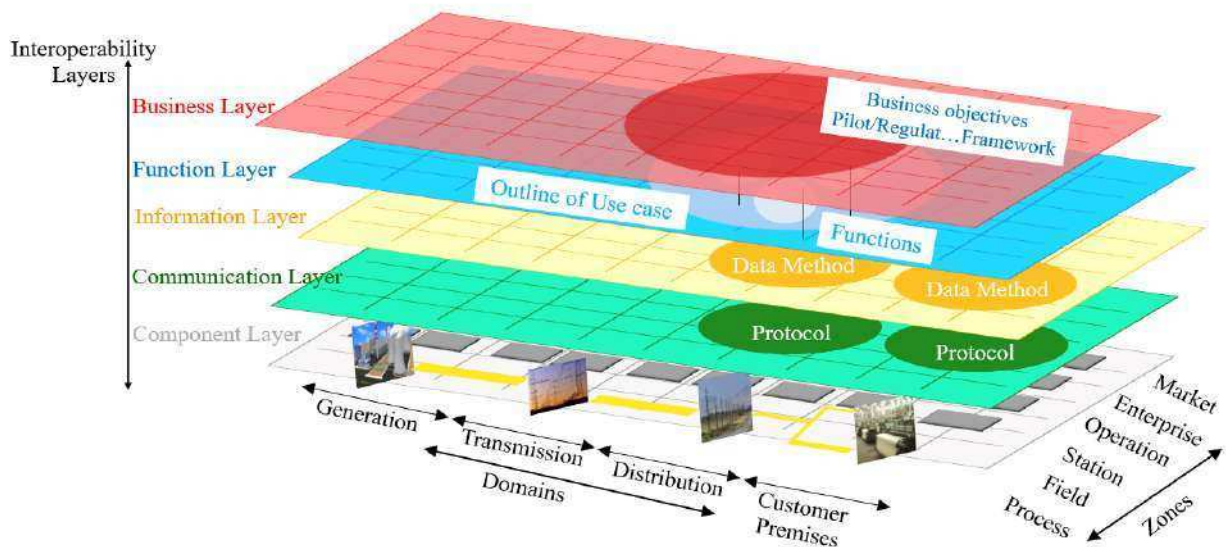 Interoperability
Layers
Business Layer
Function Layer
Information Layer
Communication Layer
Component Layer
Business objectives
Pilot/Regulat…Framework
Outline of Use case
Functions
Data Method
Data Method
Protocol
Protocol
Generation
Transmission
Distribution
Customer
Premises
Domains
Market
Enterprise
Operation
Station
Field
Process
Zones